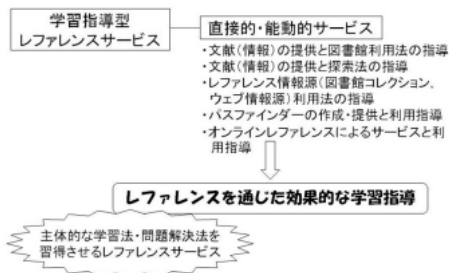 学習指導型
レファレンスサービス
直接的・能動的サービス
・文献(情報)の提供と図書館利用法の指導
・文献(情報)の提供と探索法の指導
・レファレンス情報源(図書館コレクション、
ウェブ情報源)利用法の指導
・パスファインダーの作成・提供と利用指導
・オンラインレファレンスによるサービスと利
用指導
レファレンスを通じた効果的な学習指導
主体的な学習法・問題解決法を
習得させるレファレンスサービス